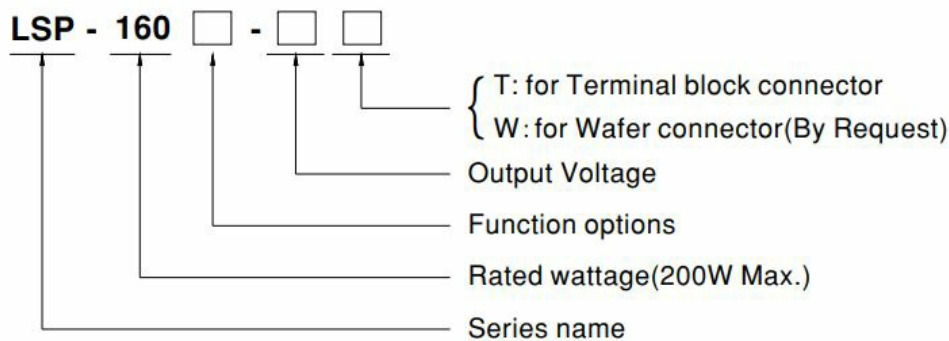 LSP - 160 □ - □ □
T: for Terminal block connector
W: for Wafer connector(By Request)
Output Voltage
Function options
Rated wattage(200W Max.)
Series name